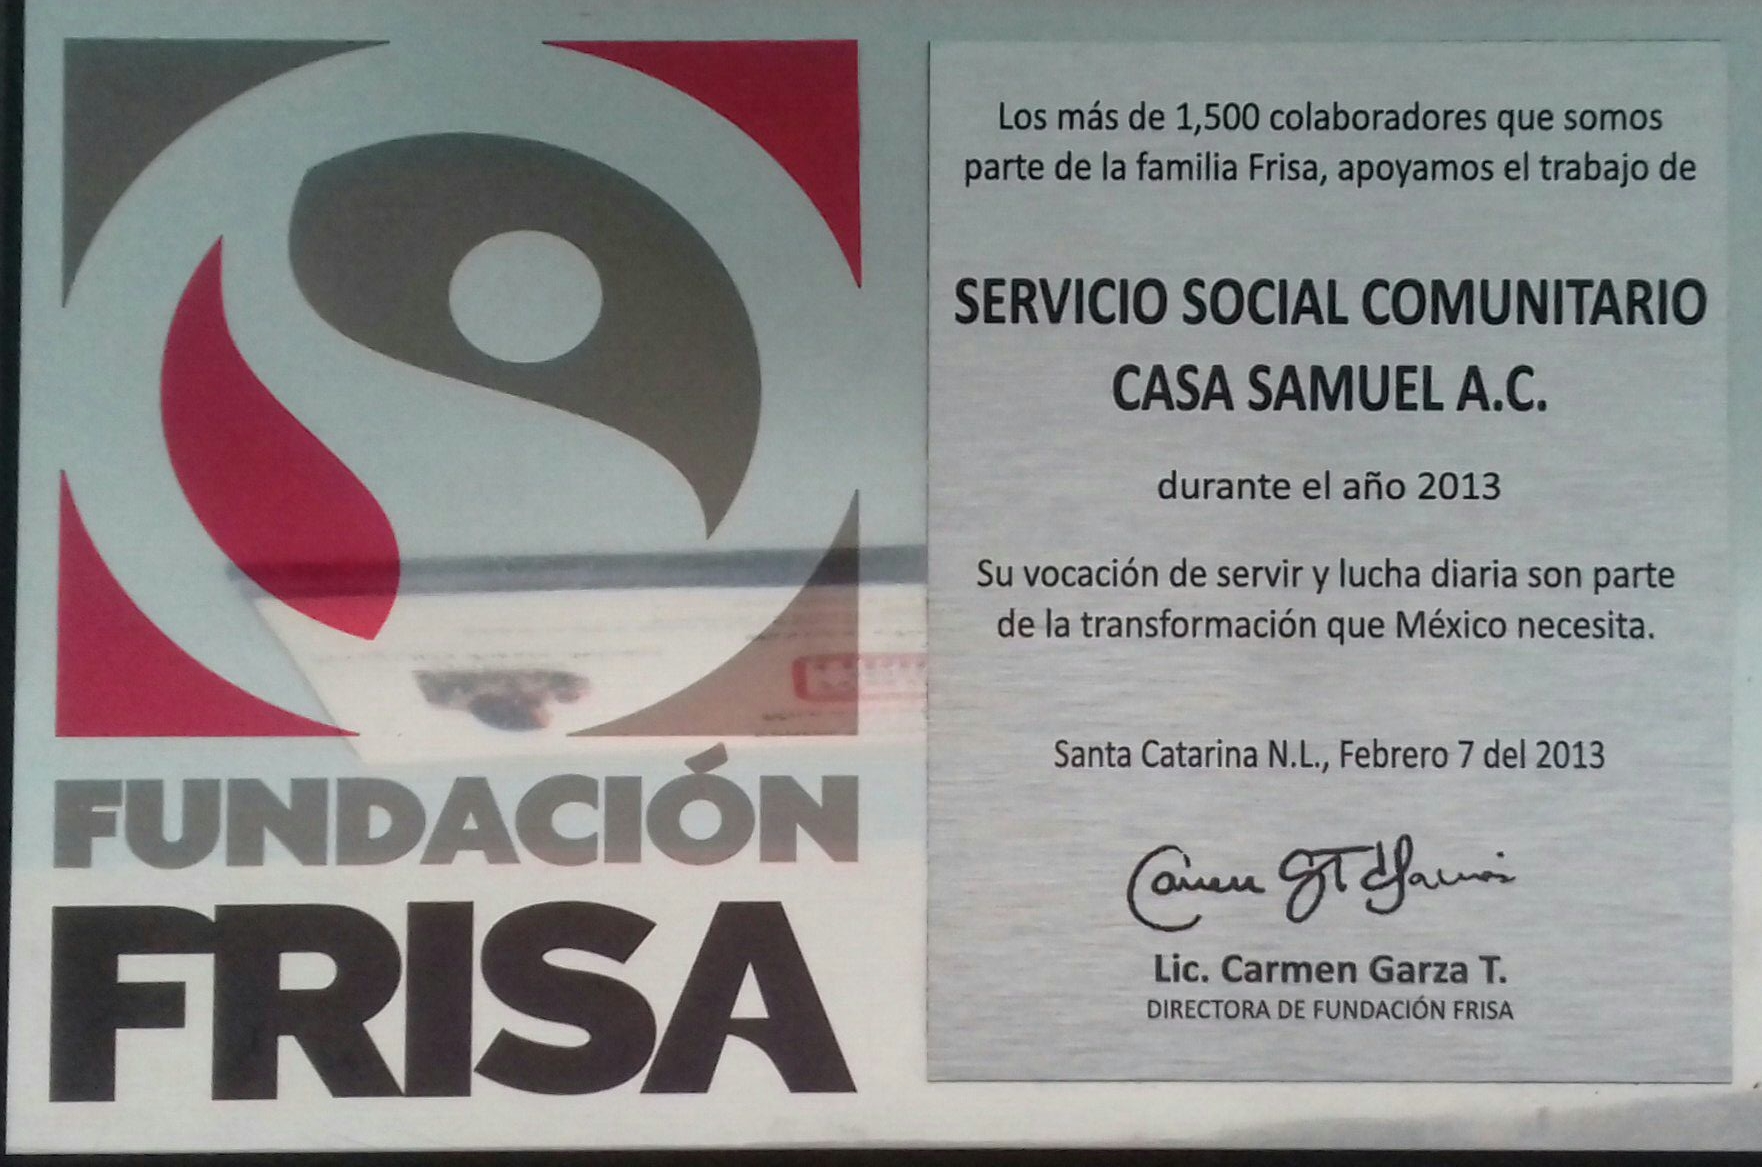 FUNDACIÓN
FRISA
Los más de 1,500 colaboradores que somos
parte de la familia Frisa, apoyamos el trabajo de
SERVICIO SOCIAL COMUNITARIO
CASA SAMUEL A.C.
durante el año 2013
Su vocación de servir y lucha diaria son parte
de la transformación que México necesita.
Santa Catarina N.L., Febrero 7 del 2013
Lic. Carmen Garza T.
DIRECTORA DE FUNDACIÓN FRISA